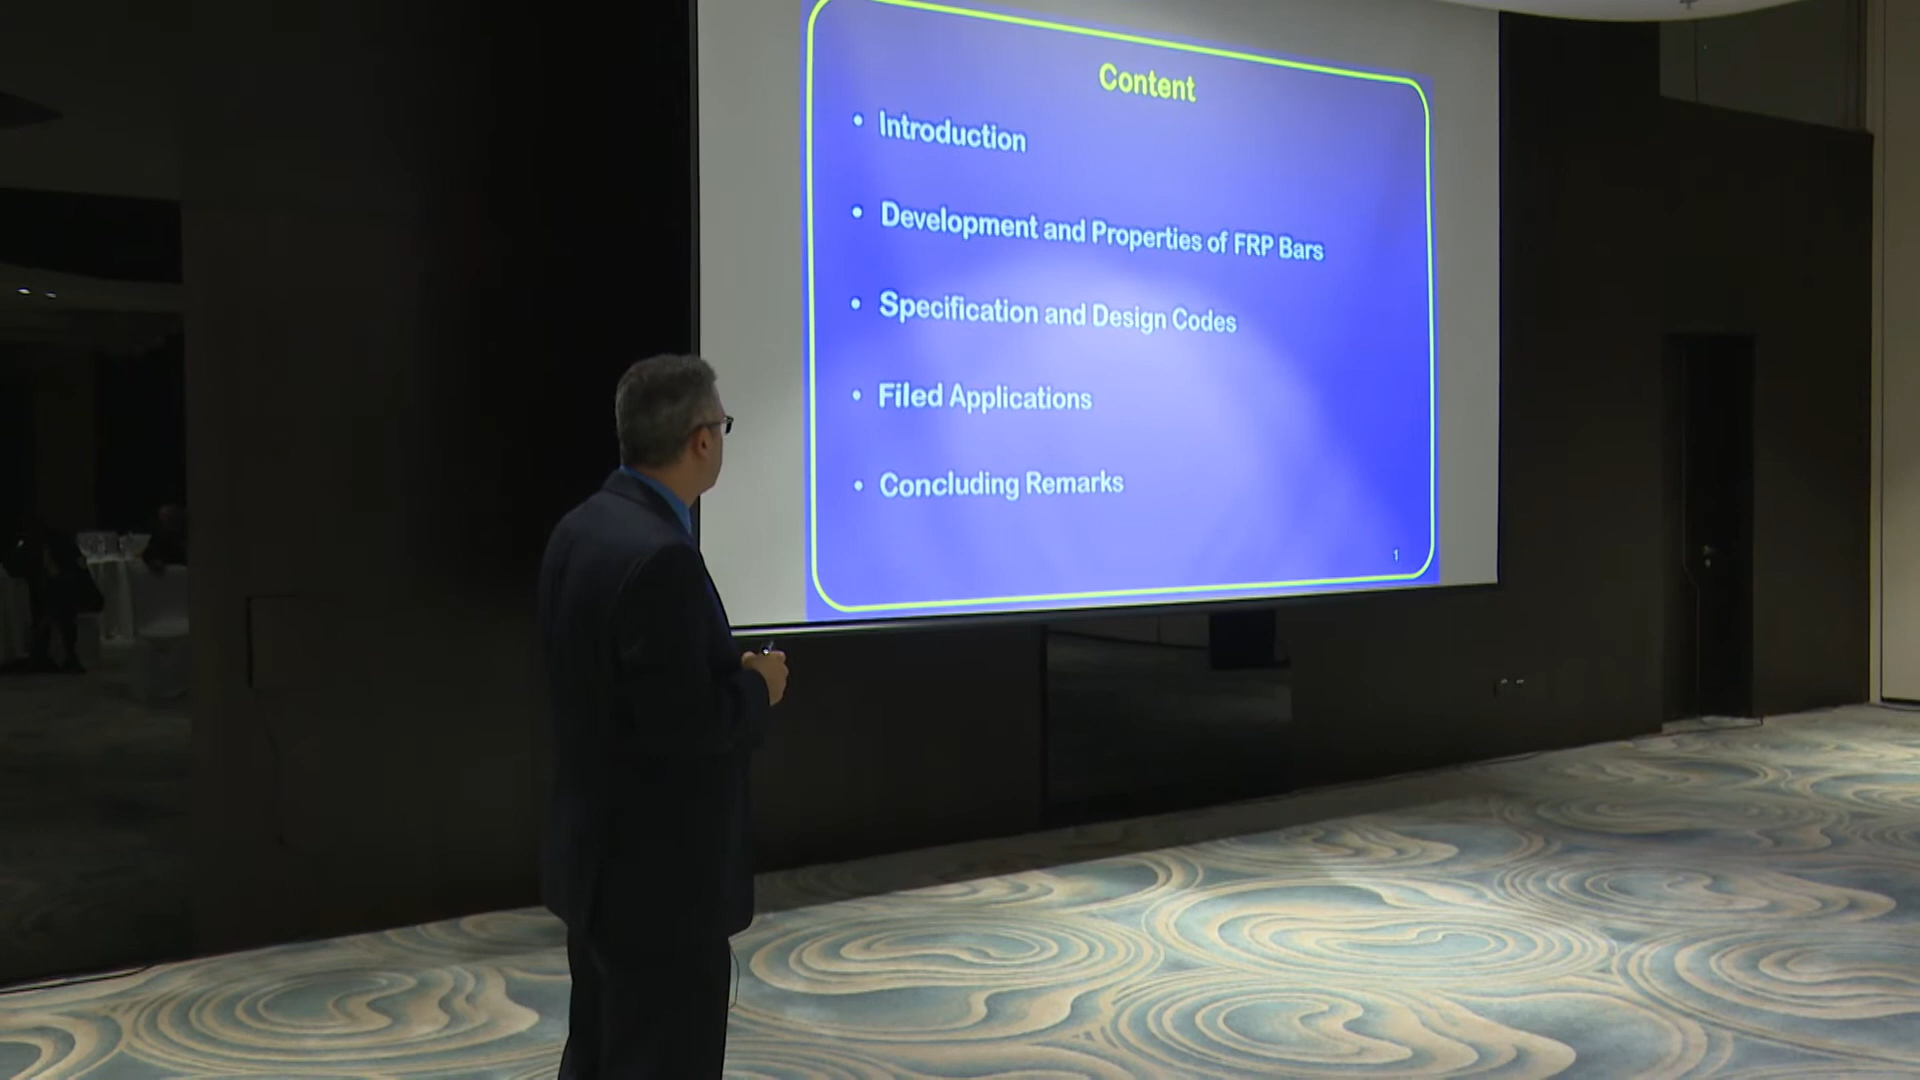 Content
• Introduction
• Development and Properties of FRP Bars
• Specification and Design Codes
• Filed Applications
• Concluding Remarks
1